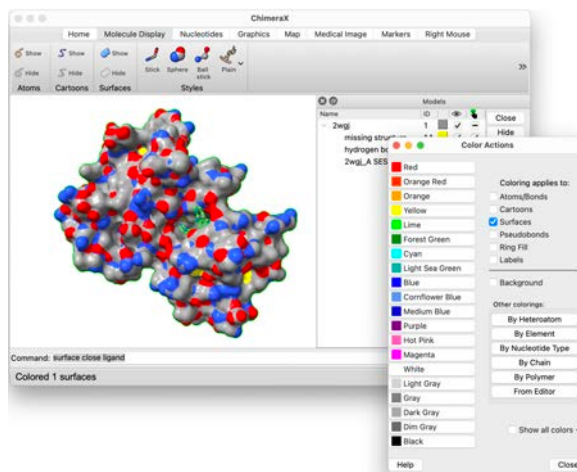 ChimeraX
Home Molecule Display Nucleotides Graphics Map Medical Image Markers Right Mouse
Show Show Show
Hide Hide Hide
Stick Sphere Ball stick Plain
Atoms Cartoons Surfaces Styles
»
Models
Name ID
2wgj 1
missing structure
hydrogen bo
2wgj_A SES
Close
Hide
Color Actions
Red
Orange Red
Orange
Yellow
Lime
Forest Green
Cyan
Light Sea Green
Blue
Cornflower Blue
Medium Blue
Purple
Hot Pink
Magenta
White
Light Gray
Gray
Dark Gray
Dim Gray
Black
Coloring applies to:
Atoms/Bonds
Cartoons
Surfaces
Pseudobonds
Ring Fill
Labels
Background
Other colorings:
By Heteroatom
By Element
By Nucleotide Type
By Chain
By Polymer
From Editor
Show all colors
Help
Close
Command: surface close ligand
Colored 1 surfaces